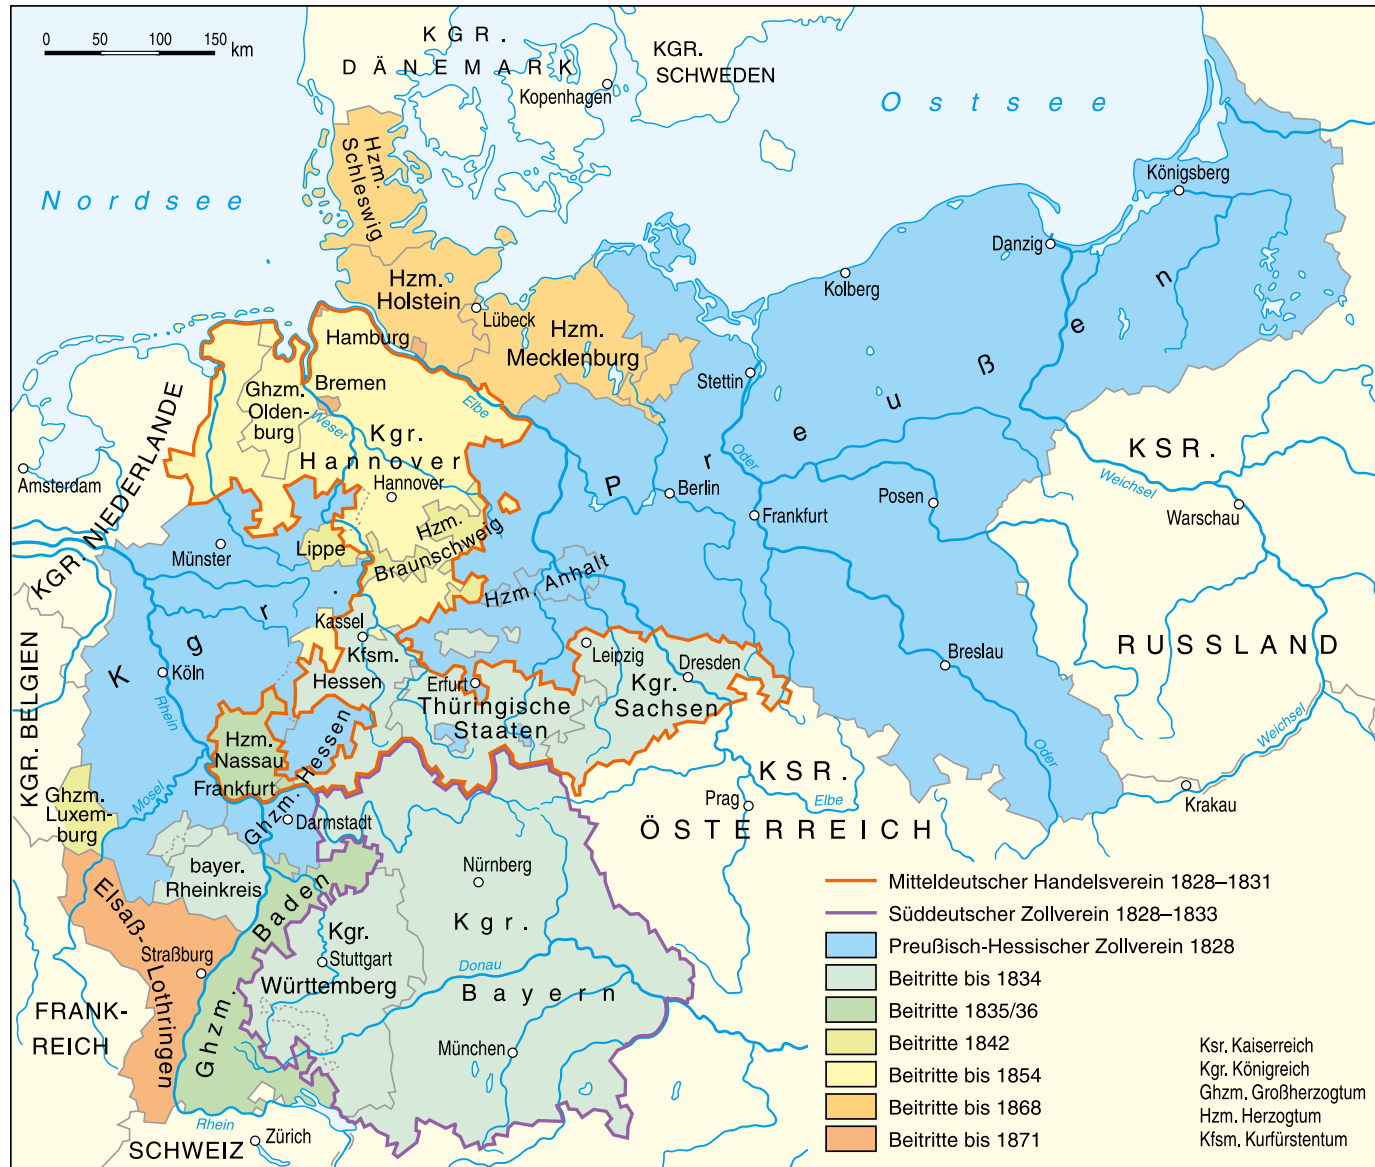 0 50 100 150 km
KGR.
DÄNEMARK
KGR.
SCHWEDEN
Kopenhagen
Ostsee
Nordsee
Hzm.
Schleswig
Königsberg
Danzig
Kolberg
Hzm.
Holstein
Lübeck
Hzm.
Mecklenburg
Hamburg
Stettin
Bremen
Elbe
Ghzm.
Olden-
burg
Weser
Kgr.
Hannover
Hannover
Kgr. Preußen
Oder
Berlin
Posen
Frankfurt
KSR.
Weichsel
Warschau
RUSSLAND
Weichsel
Amsterdam
KGR. NIEDERLANDE
Münster
Lippe
Hzm.
Braunschweig
Hzm. Anhalt
Kassel
Kfsm.
Hessen
Köln
Rhein
Leipzig
Dresden
Kgr.
Sachsen
Erfurt
Thüringische
Staaten
Breslau
Oder
KGR. BELGIEN
Hzm.
Nassau
Frankfurt
Ghzm. Hessen
Mosel
Ghzm.
Luxem-
burg
Darmstadt
KSR.
ÖSTERREICH
Prag
Elbe
Krakau
bayer.
Rheinkreis
Nürnberg
Elsaß-
Lothringen
Straßburg
Ghzm. Baden
Kgr.
Stuttgart
Württemberg
Kgr.
Bayern
Donau
München
FRANK-
REICH
Rhein
SCHWEIZ
Zürich
Mitteldeutscher Handelsverein 1828–1831
Süddeutscher Zollverein 1828–1833
Preußisch-Hessischer Zollverein 1828
Beitritte bis 1834
Beitritte 1835/36
Beitritte 1842
Beitritte bis 1854
Beitritte bis 1868
Beitritte bis 1871
Ksr. Kaiserreich
Kgr. Königreich
Ghzm. Großherzogtum
Hzm. Herzogtum
Kfsm. Kurfürstentum